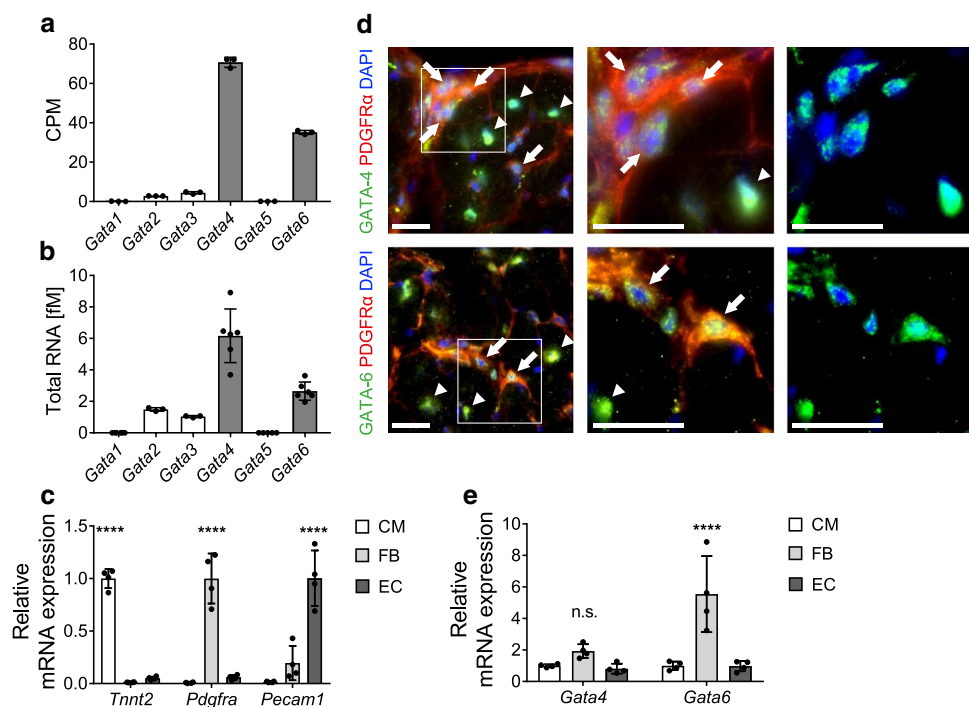 a
CPM
80
60
40
20
0
Gata1
Gata2
Gata3
Gata4
Gata5
Gata6
b
Total RNA [fM]
10
8
6
4
2
0
Gata1
Gata2
Gata3
Gata4
Gata5
Gata6
c
Relative
mRNA expression
1.5
1.0
0.5
0.0
**** **** ****
Tnnt2 Pdgfra Pecam1
CM
FB
EC
d
GATA-4 PDGFRα DAPI
GATA-6 PDGFRα DAPI
e
Relative
mRNA expression
10
8
6
4
2
0
n.s. ****
Gata4 Gata6
CM
FB
EC